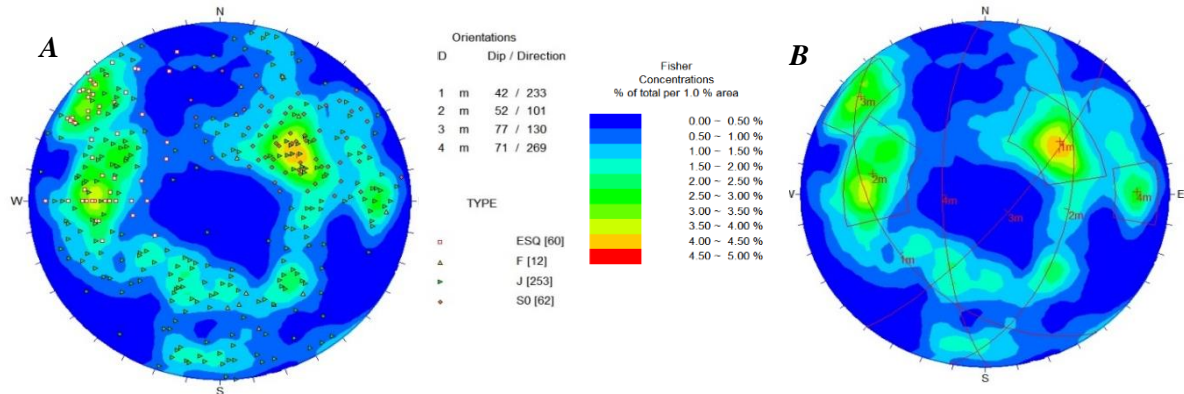 A
N
W
S
Orientations
ID Dip / Direction
1 m 42 / 233
2 m 52 / 101
3 m 77 / 130
4 m 71 / 269
TYPE
ESQ [60]
F [12]
J [253]
S0 [62]
Fisher
Concentrations
% of total per 1.0 % area
0.00 ~ 0.50 %
0.50 ~ 1.00 %
1.00 ~ 1.50 %
1.50 ~ 2.00 %
2.00 ~ 2.50 %
2.50 ~ 3.00 %
3.00 ~ 3.50 %
3.50 ~ 4.00 %
4.00 ~ 4.50 %
4.50 ~ 5.00 %
B
N
3m
1m
2m
W
4m
E
4m
3m
2m
1m
S